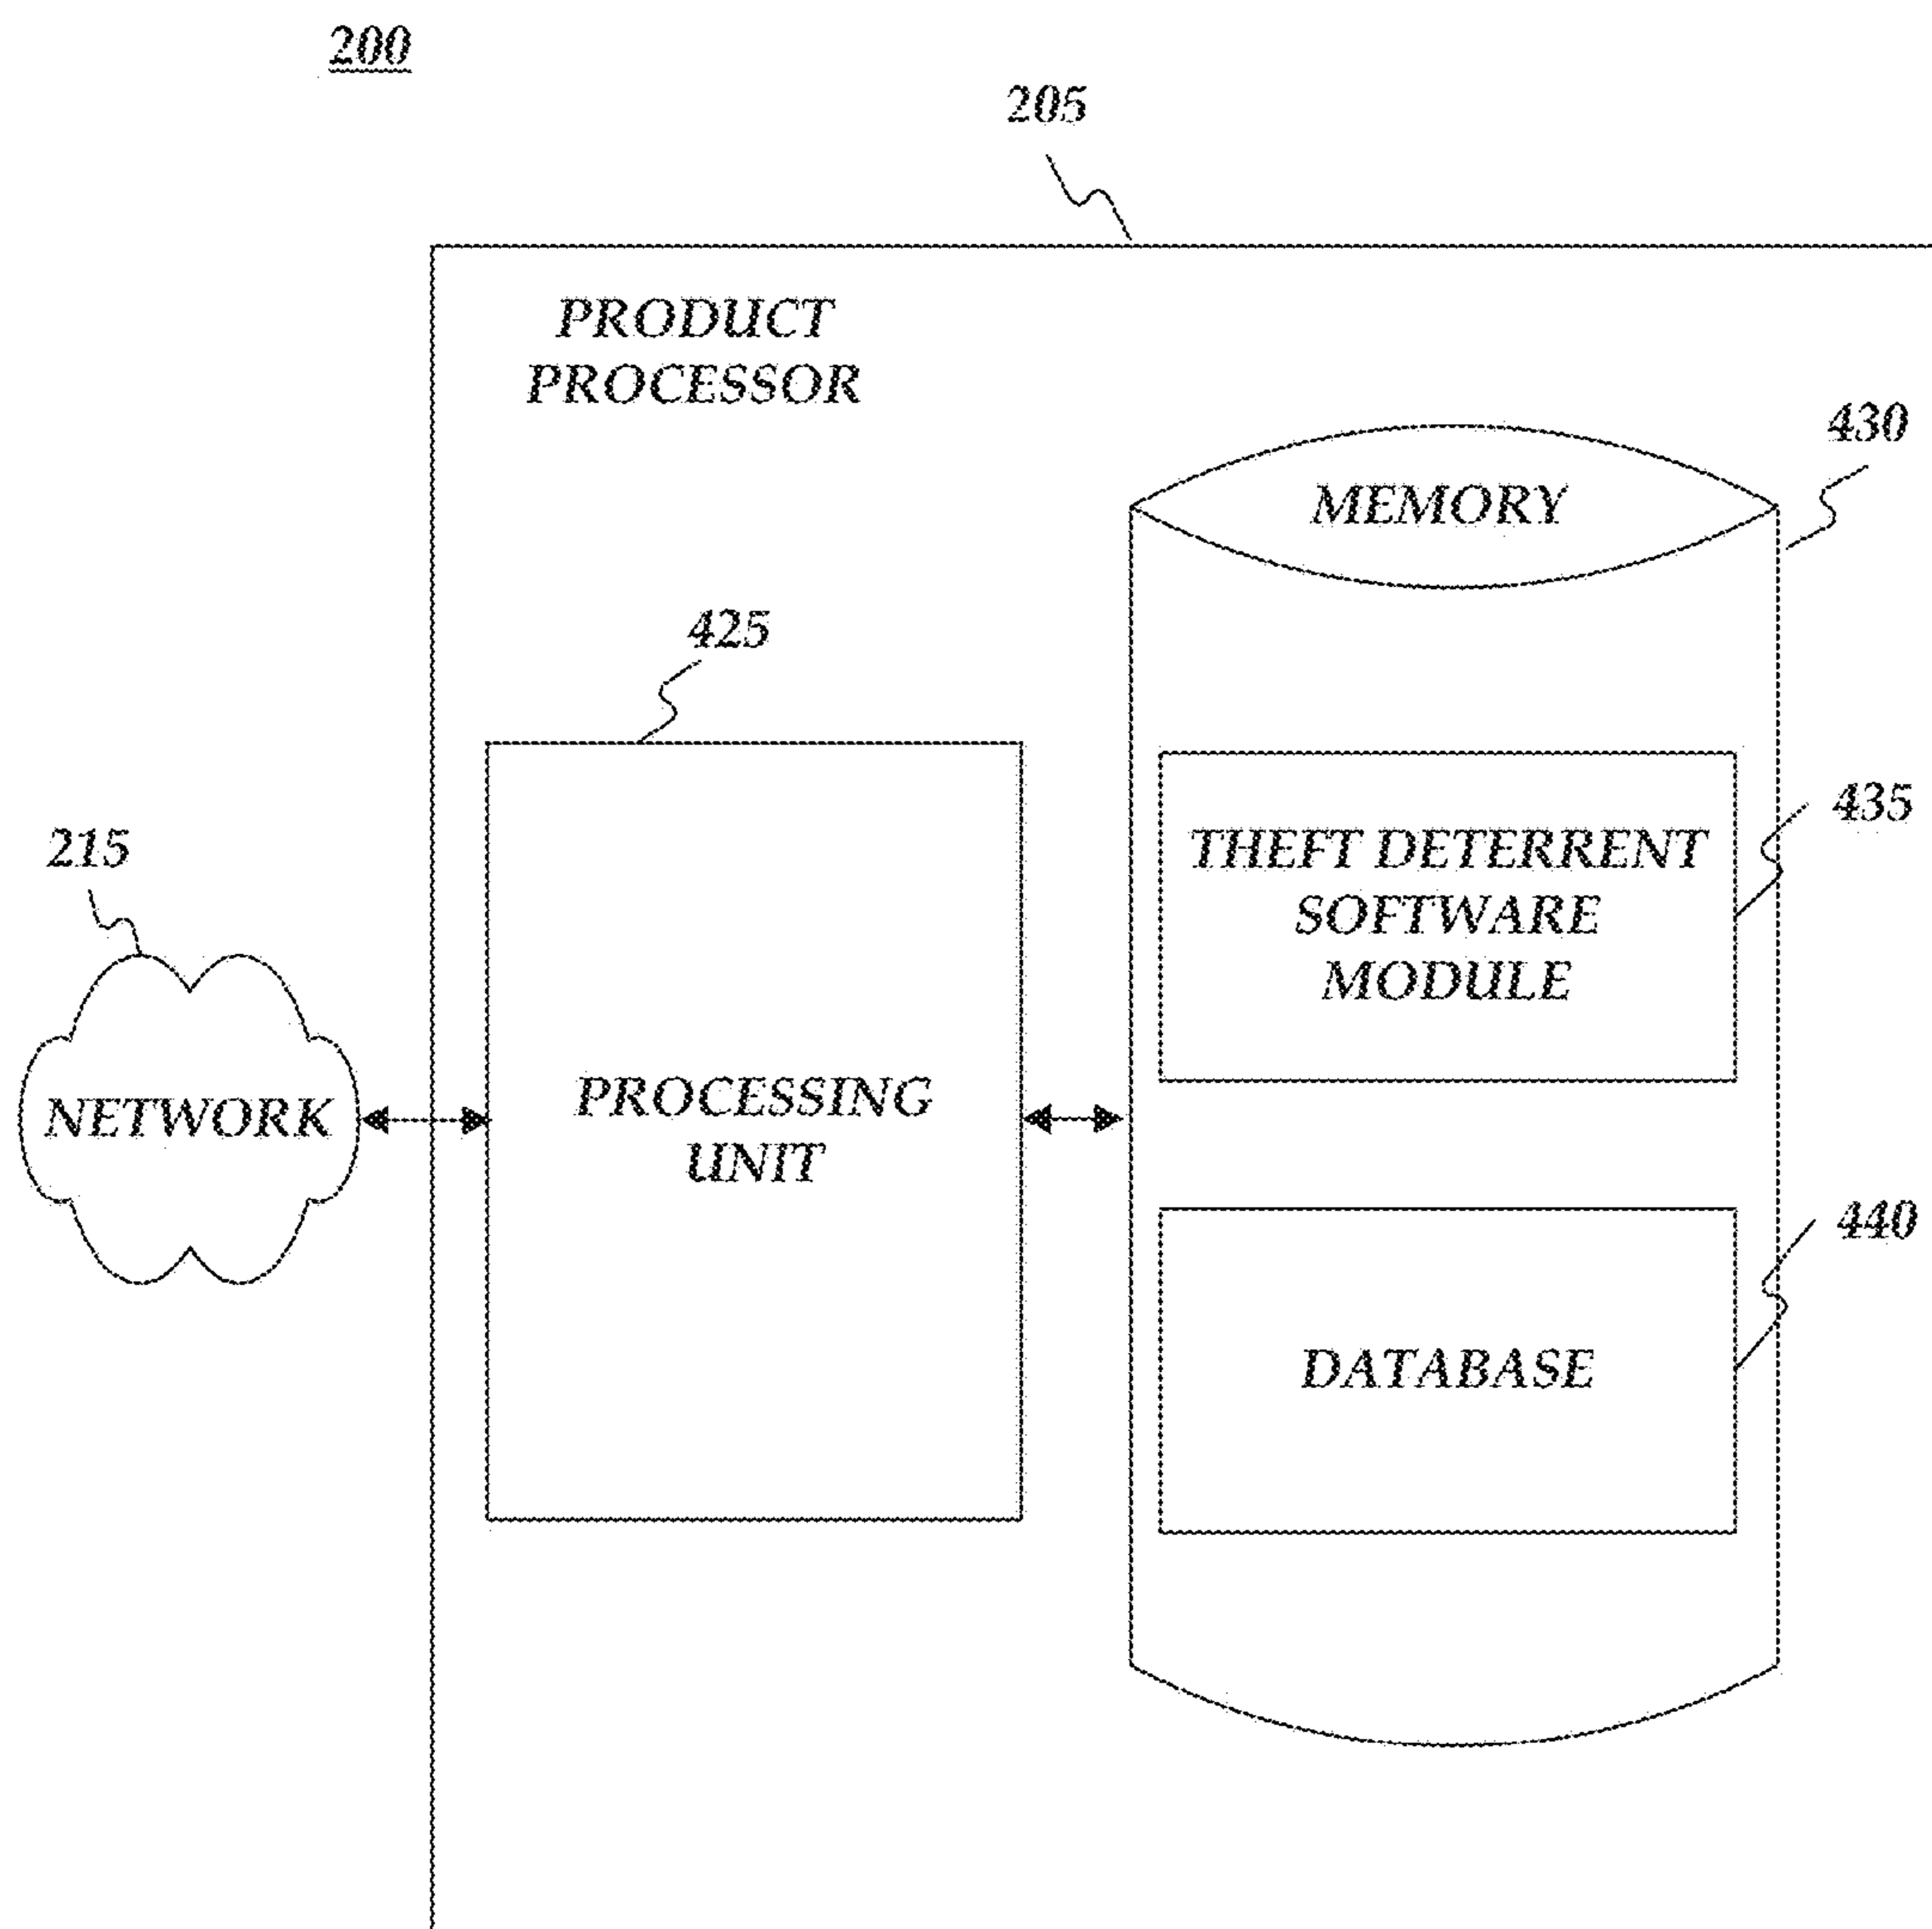 200
205
PRODUCT
PROCESSOR
430
MEMORY
425
435
THEFT DETERRENT
SOFTWARE
MODULE
215
NETWORK
PROCESSING
UNIT
440
DATABASE